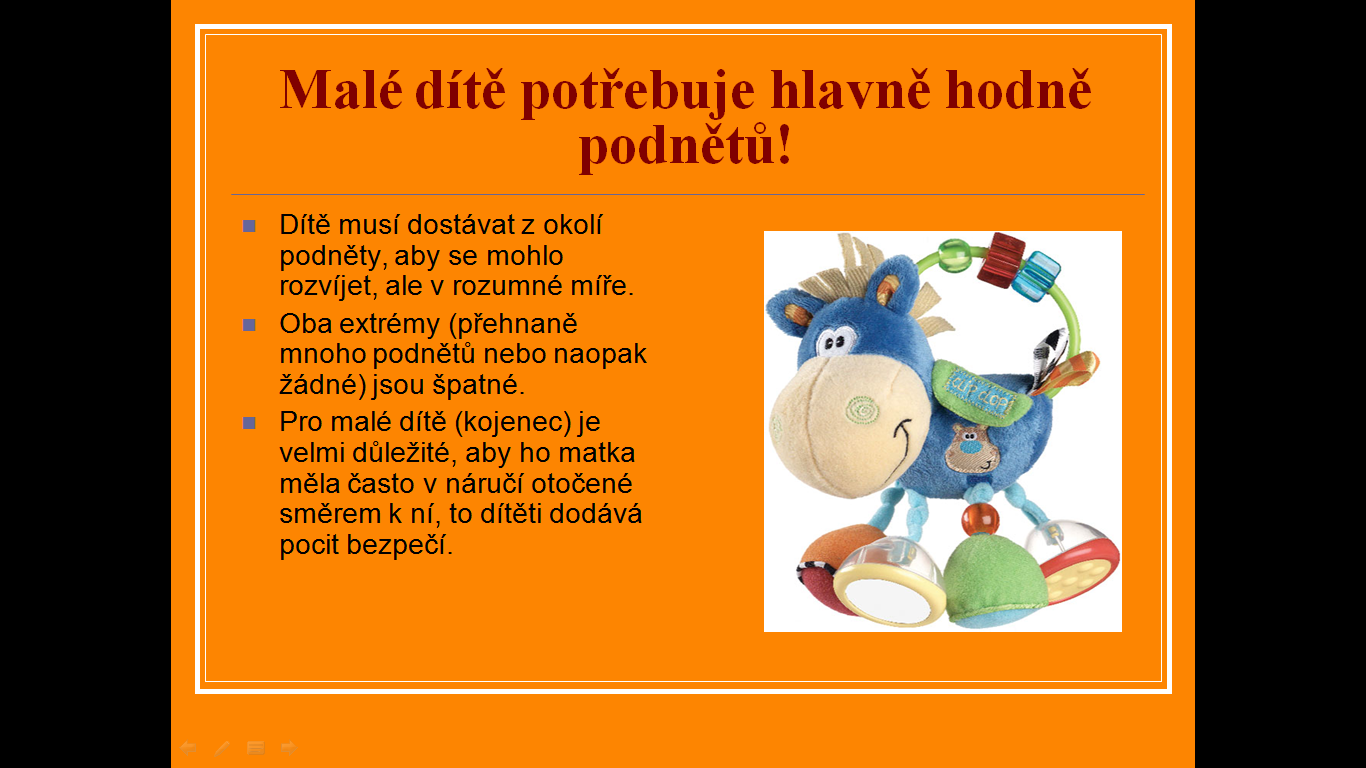 Malé dítě potřebuje hlavně hodně
podnětů!
Dítě musí dostávat z okolí
podněty, aby se mohlo
rozvíjet, ale v rozumné míře.
Oba extrémy (přehnaně
mnoho podnětů nebo naopak
žádné) jsou špatné.
Pro malé dítě (kojenec) je
velmi důležité, aby ho matka
měla často v náručí otočené
směrem k ní, to dítěti dodává
pocit bezpečí.